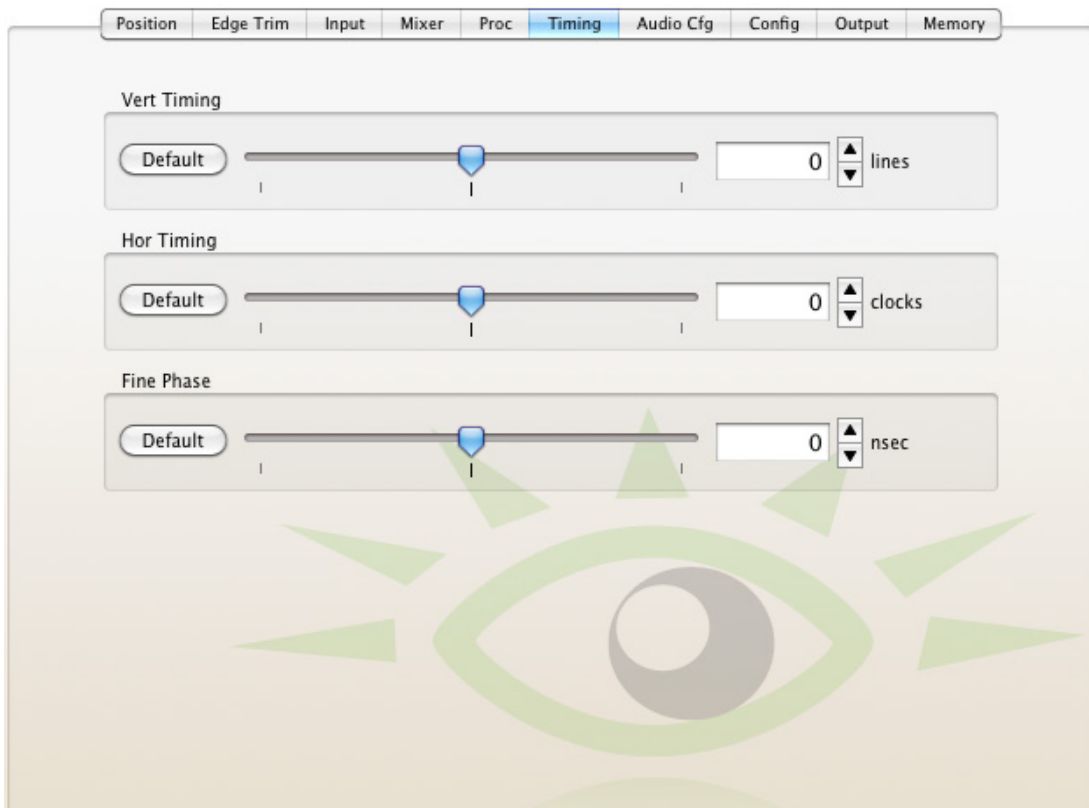 Position Edge Trim Input Mixer Proc Timing Audio Cfg Config Output Memory
Vert Timing
Default 0 lines
Hor Timing
Default 0 clocks
Fine Phase
Default 0 nsec